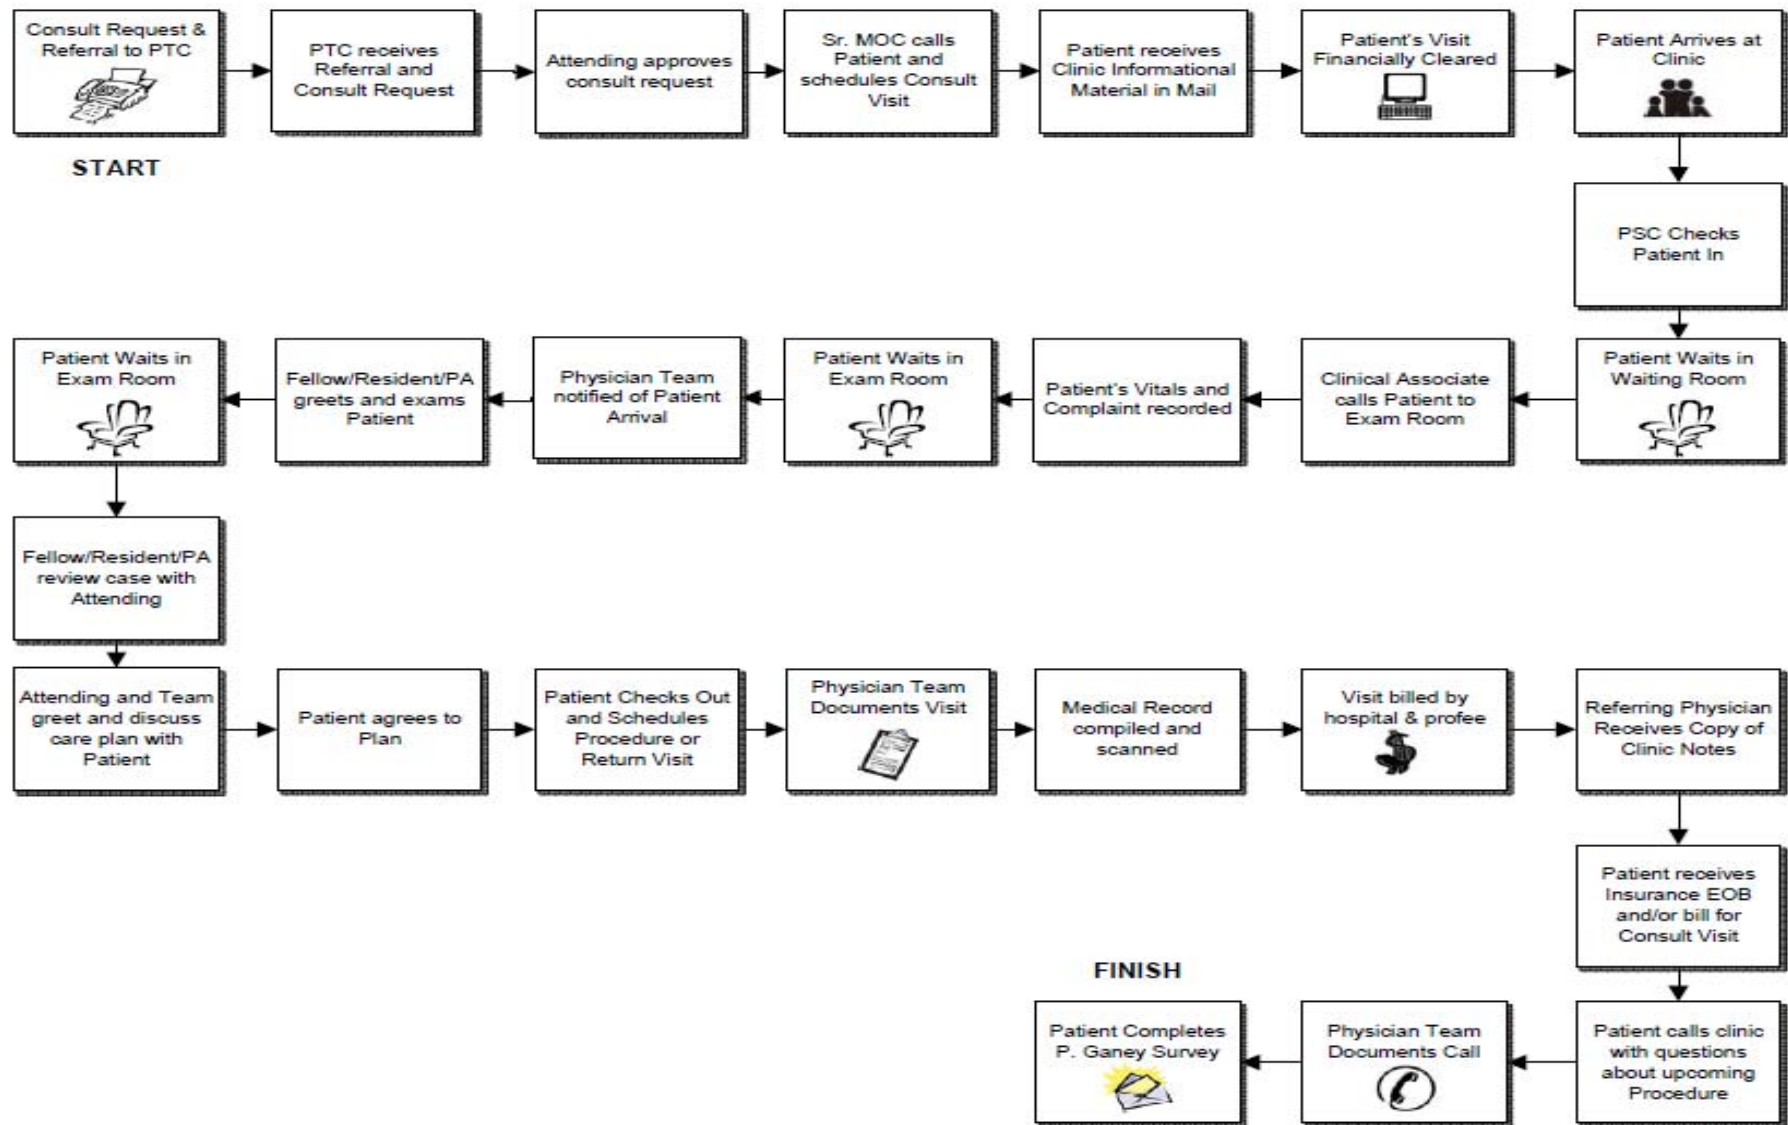 Consult Request &
Referral to PTC
START
PTC receives
Referral and
Consult Request
Attending approves
consult request
Sr. MOC calls
Patient and
schedules Consult
Visit
Patient receives
Clinic Informational
Material in Mail
Patient's Visit
Financially Cleared
Patient Arrives at
Clinic
PSC Checks
Patient In
Patient Waits in
Waiting Room
Clinical Associate
calls Patient to
Exam Room
Patient's Vitals and
Complaint recorded
Patient Waits in
Exam Room
Physician Team
notified of Patient
Arrival
Fellow/Resident/PA
greets and exams
Patient
Patient Waits in
Exam Room
Fellow/Resident/PA
review case with
Attending
Attending and Team
greet and discuss
care plan with
Patient
Patient agrees to
Plan
Patient Checks Out
and Schedules
Procedure or
Return Visit
Physician Team
Documents Visit
Medical Record
compiled and
scanned
Visit billed by
hospital & profee
Referring Physician
Receives Copy of
Clinic Notes
Patient receives
Insurance EOB
and/or bill for
Consult Visit
Patient calls clinic
with questions
about upcoming
Procedure
Physician Team
Documents Call
FINISH
Patient Completes
P. Ganey Survey